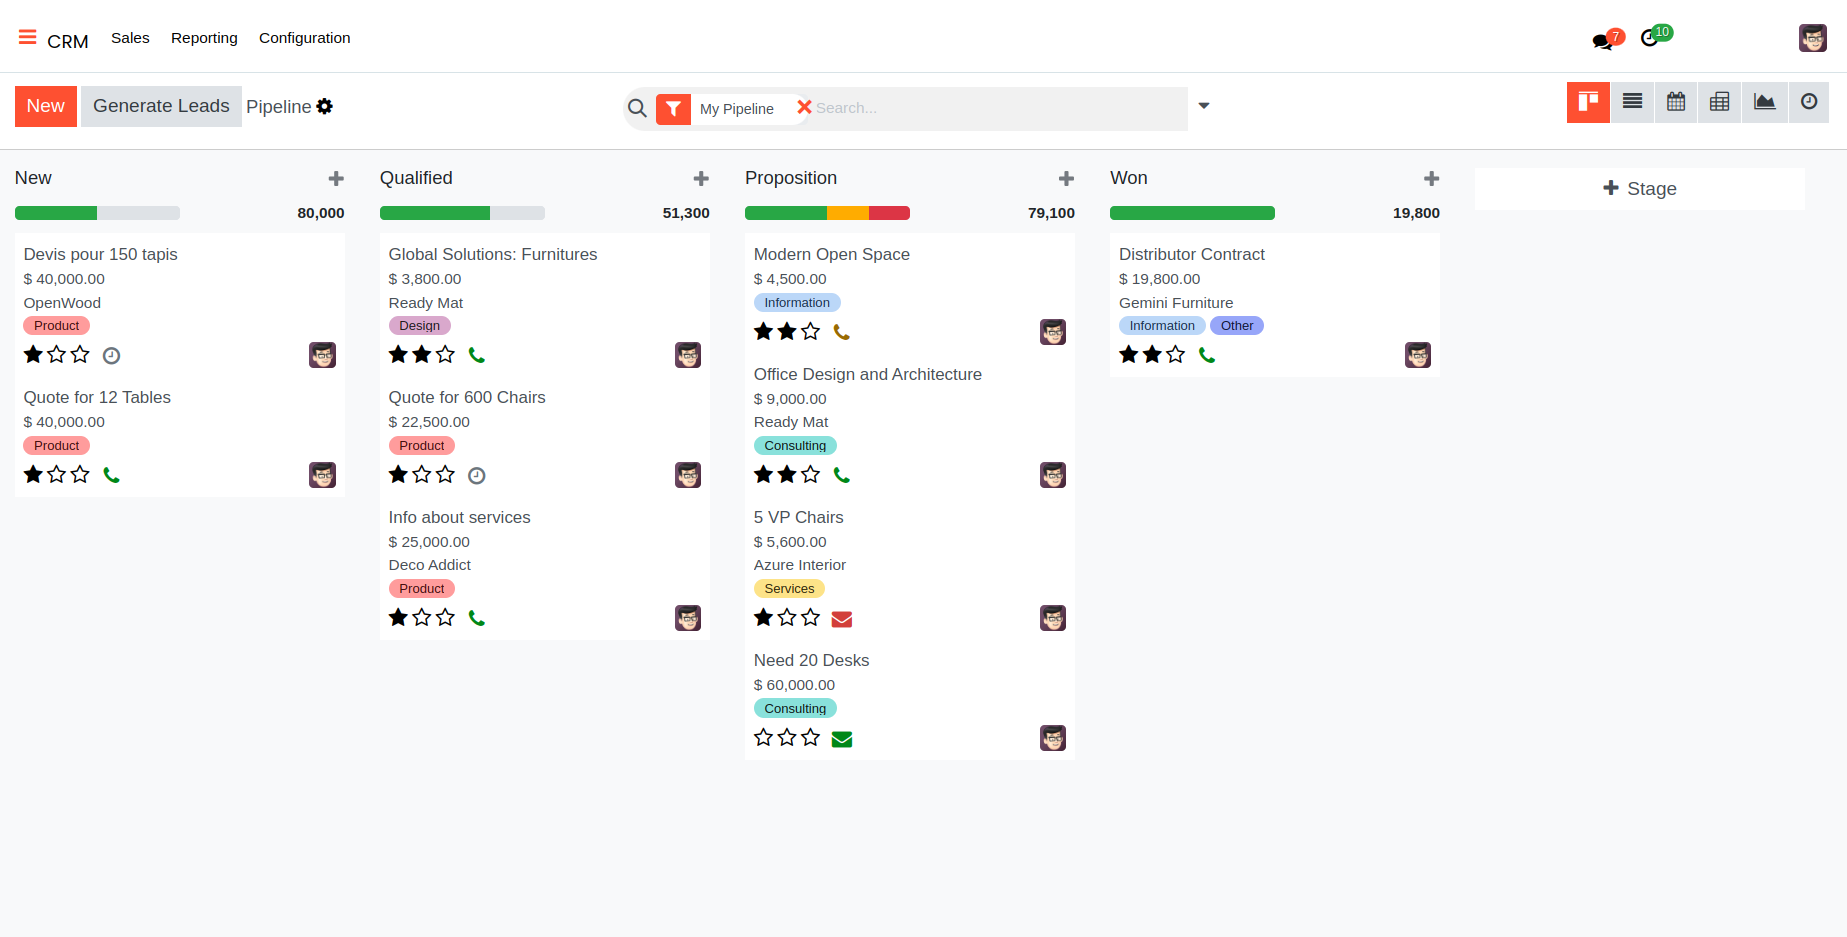 CRM Sales Reporting Configuration 7 10
New Generate Leads Pipeline My Pipeline Search...
New
80,000
Devis pour 150 tapis
$ 40,000.00
OpenWood
Product
Quote for 12 Tables
$ 40,000.00
Product
Qualified
51,300
Global Solutions: Furnitures
$ 3,800.00
Ready Mat
Design
Quote for 600 Chairs
$ 22,500.00
Product
Info about services
$ 25,000.00
Deco Addict
Product
Proposition
79,100
Modern Open Space
$ 4,500.00
Information
Office Design and Architecture
$ 9,000.00
Ready Mat
Consulting
5 VP Chairs
$ 5,600.00
Azure Interior
Services
Need 20 Desks
$ 60,000.00
Consulting
Won
19,800
Distributor Contract
$ 19,800.00
Gemini Furniture
Information Other
Stage